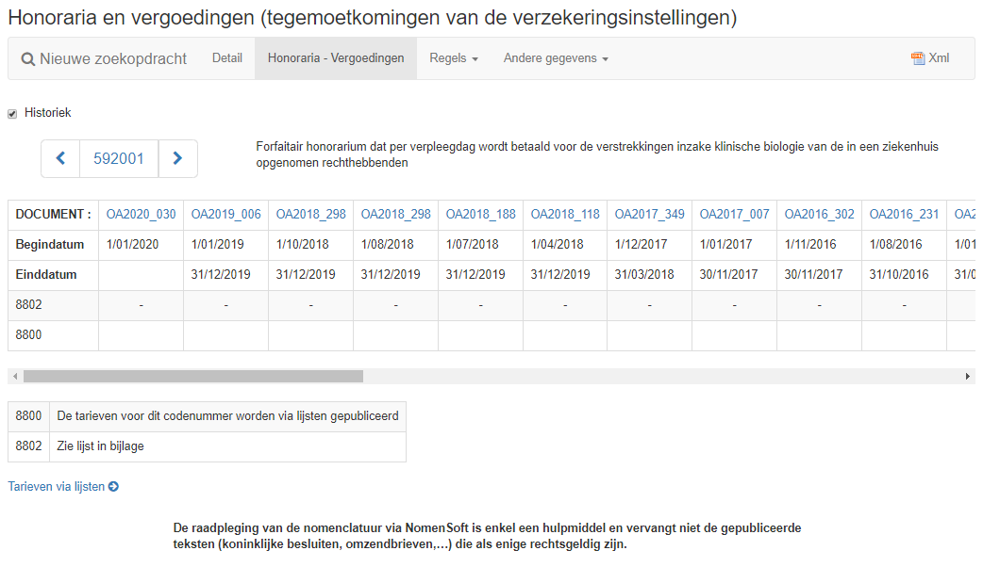 Honoraria en vergoedingen (tegemoetkomingen van de verzekeringsinstellingen)
Nieuwe zoekopdracht Detail Honoraria - Vergoedingen Regels Andere gegevens Xml
Historiek
592001
Forfaitair honorarium dat per verpleegdag wordt betaald voor de verstrekkingen inzake klinische biologie van de in een ziekenhuis
opgenomen rechthebbenden
DOCUMENT : OA2020_030 OA2019_006 OA2018_298 OA2018_298 OA2018_188 OA2018_118 OA2017_349 OA2017_007 OA2016_302 OA2016_231 OA2
Begindatum 1/01/2020 1/01/2019 1/10/2018 1/08/2018 1/07/2018 1/04/2018 1/12/2017 1/01/2017 1/11/2016 1/08/2016 1/01
Einddatum 31/12/2019 31/12/2019 31/12/2019 31/12/2019 31/12/2019 31/03/2018 30/11/2017 30/11/2017 31/10/2016 31/0
8802 - - - - - - - - - -
8800
8800 De tarieven voor dit codenummer worden via lijsten gepubliceerd
8802 Zie lijst in bijlage
Tarieven via lijsten
De raadpleging van de nomenclatuur via NomenSoft is enkel een hulpmiddel en vervangt niet de gepubliceerde
teksten (koninklijke besluiten, omzendbrieven,...) die als enige rechtsgeldig zijn.